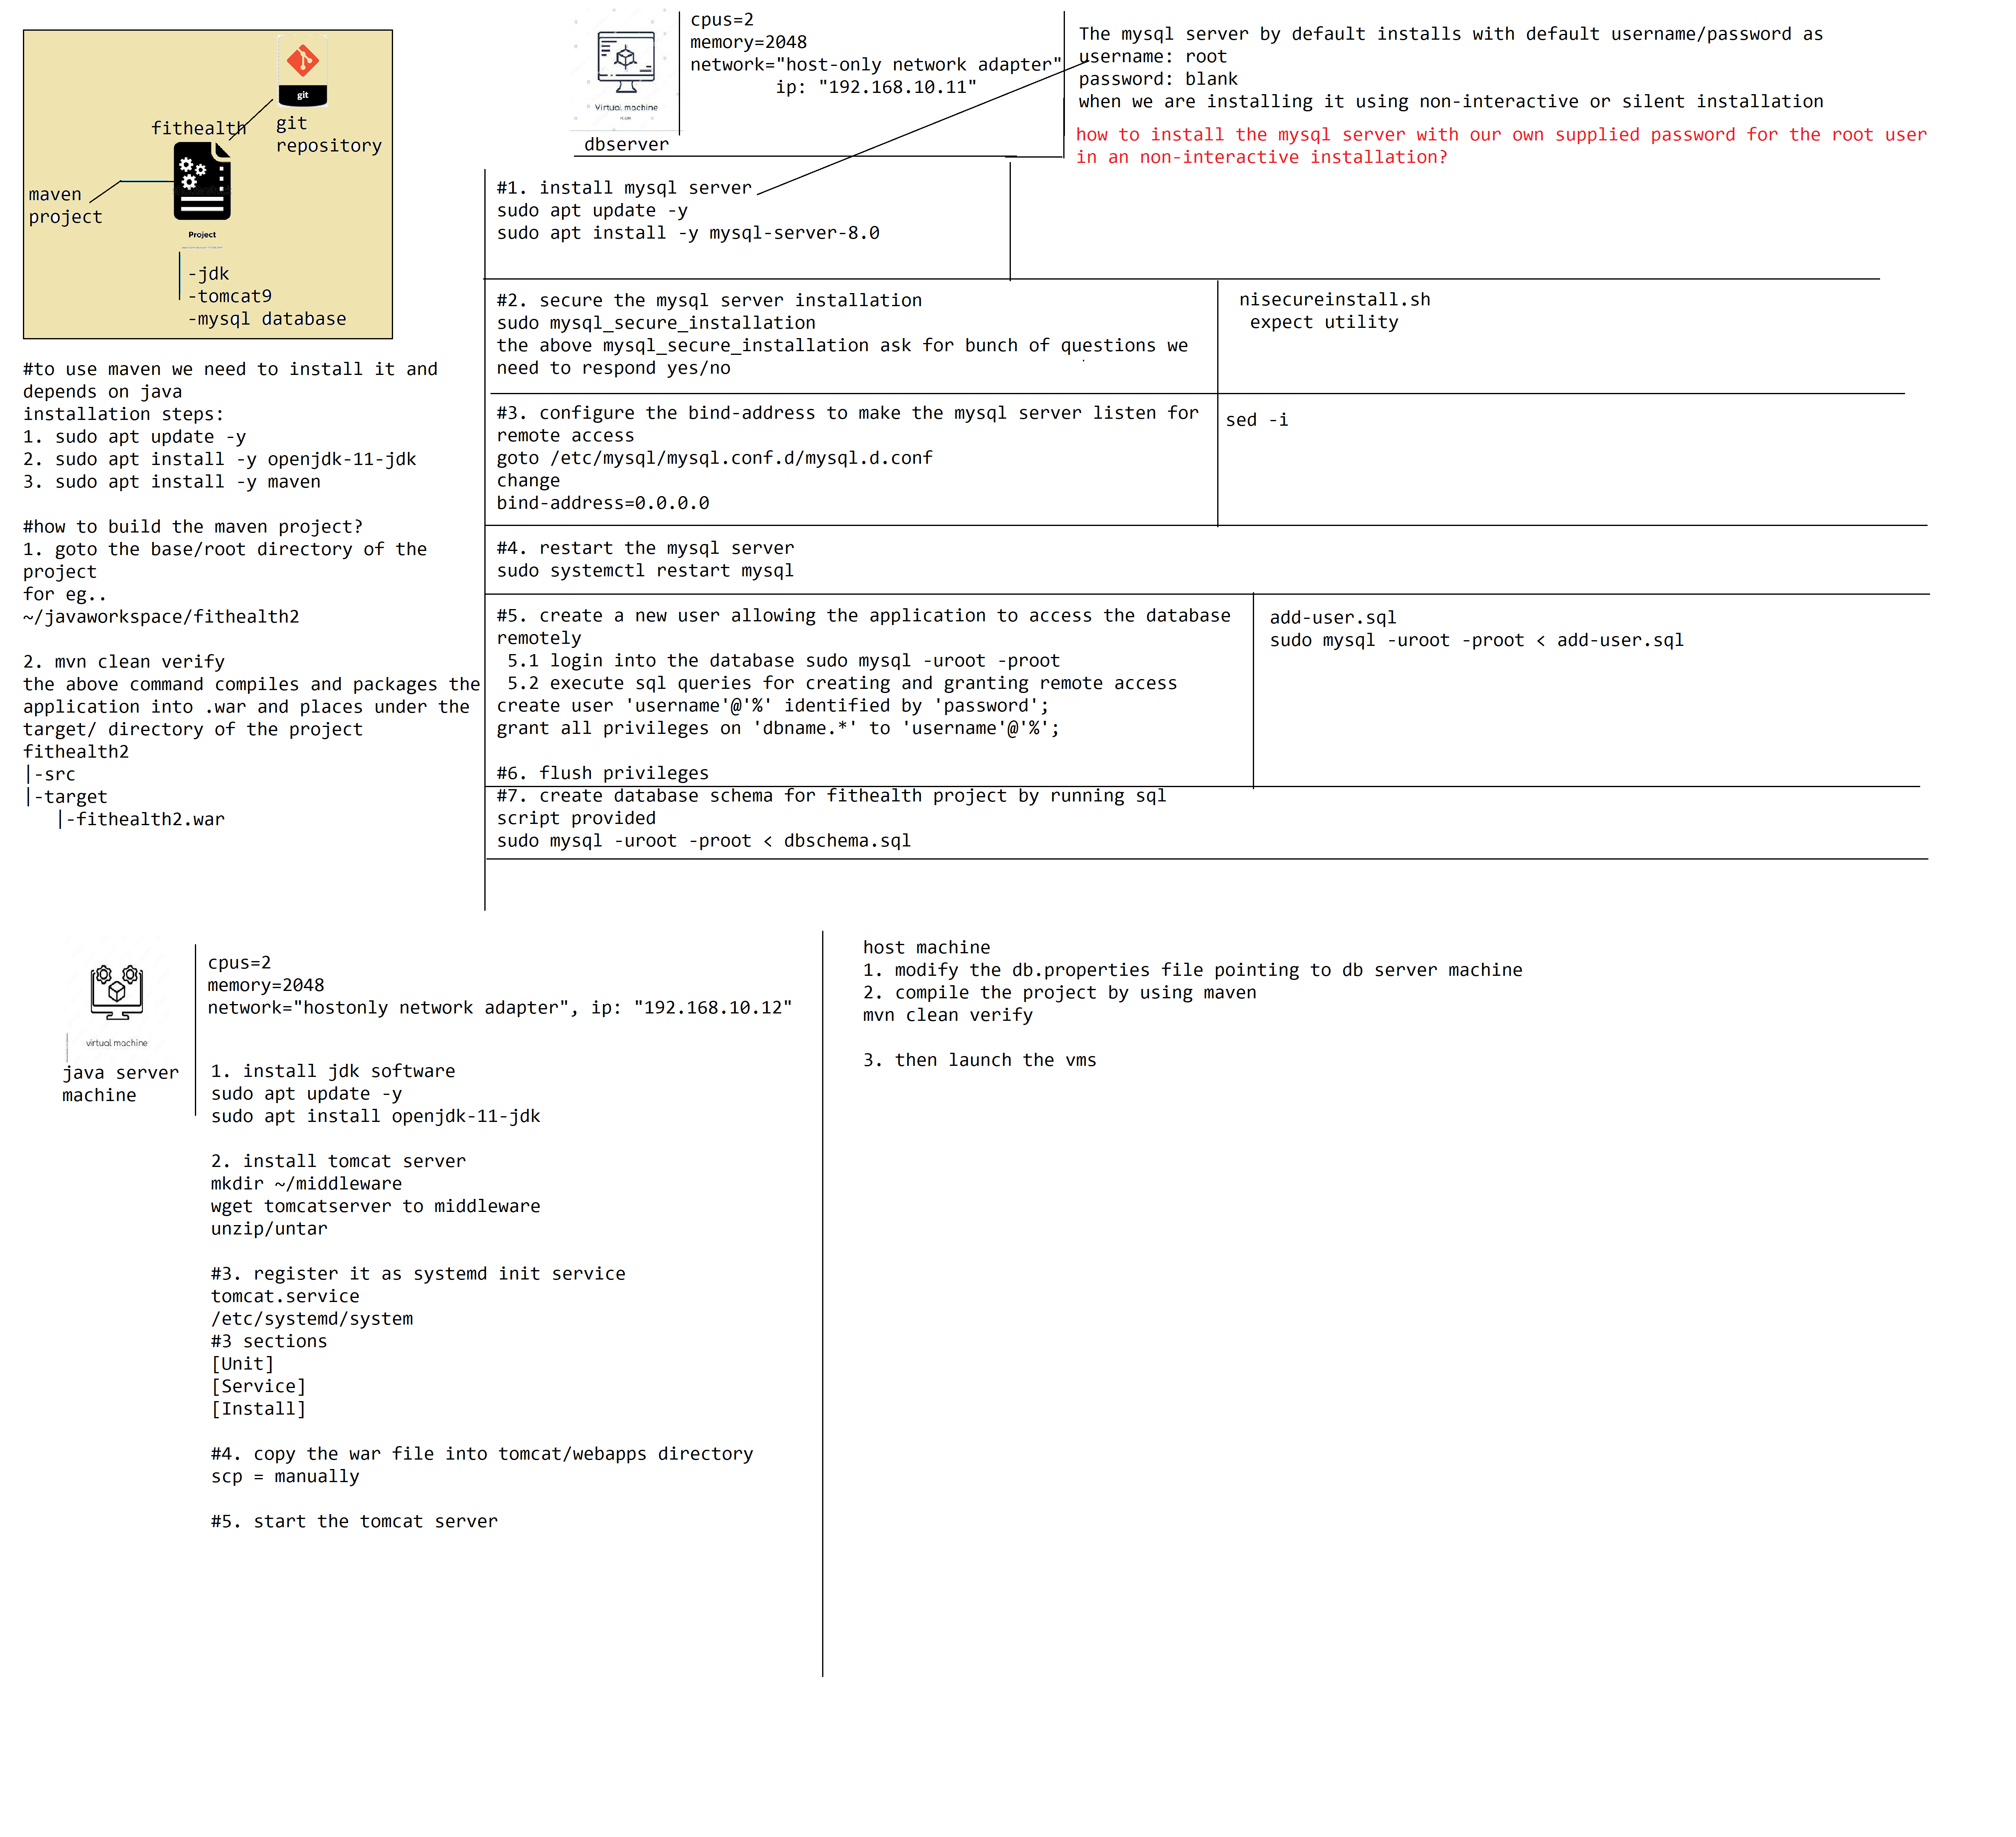 git
fithealth
git
repository
maven
project
Project
-jdk
-tomcat9
-mysql database
#to use maven we need to install it and
depends on java
installation steps:
1. sudo apt update -y
2. sudo apt install -y openjdk-11-jdk
3. sudo apt install -y maven
#how to build the maven project?
1. goto the base/root directory of the
project
for eg..
~/javaworkspace/fithealth2
2. mvn clean verify
the above command compiles and packages the
application into .war and places under the
target/ directory of the project
fithealth2
|-src
|-target
|-fithealth2.war
Virtual machine
dbserver
cpus=2
memory=2048
network="host-only network adapter"
ip: "192.168.10.11"
The mysql server by default installs with default username/password as
username: root
password: blank
when we are installing it using non-interactive or silent installation
how to install the mysql server with our own supplied password for the root user
in an non-interactive installation?
#1. install mysql server
sudo apt update -y
sudo apt install -y mysql-server-8.0
#2. secure the mysql server installation
sudo mysql_secure_installation
the above mysql_secure_installation ask for bunch of questions we
need to respond yes/no
nisecureinstall.sh
expect utility
#3. configure the bind-address to make the mysql server listen for
remote access
goto /etc/mysql/mysql.conf.d/mysql.d.conf
change
bind-address=0.0.0.0
sed -i
#4. restart the mysql server
sudo systemctl restart mysql
#5. create a new user allowing the application to access the database
remotely
5.1 login into the database sudo mysql -uroot -proot
5.2 execute sql queries for creating and granting remote access
create user 'username'@'%' identified by 'password';
grant all privileges on 'dbname.*' to 'username'@'%';
#6. flush privileges
add-user.sql
sudo mysql -uroot -proot < add-user.sql
#7. create database schema for fithealth project by running sql
script provided
sudo mysql -uroot -proot < dbschema.sql
virtual machine
java server
machine
cpus=2
memory=2048
network="hostonly network adapter", ip: "192.168.10.12"
1. install jdk software
sudo apt update -y
sudo apt install openjdk-11-jdk
2. install tomcat server
mkdir ~/middleware
wget tomcatserver to middleware
unzip/untar
#3. register it as systemd init service
tomcat.service
/etc/systemd/system
#3 sections
[Unit]
[Service]
[Install]
#4. copy the war file into tomcat/webapps directory
scp = manually
#5. start the tomcat server
host machine
1. modify the db.properties file pointing to db server machine
2. compile the project by using maven
mvn clean verify
3. then launch the vms